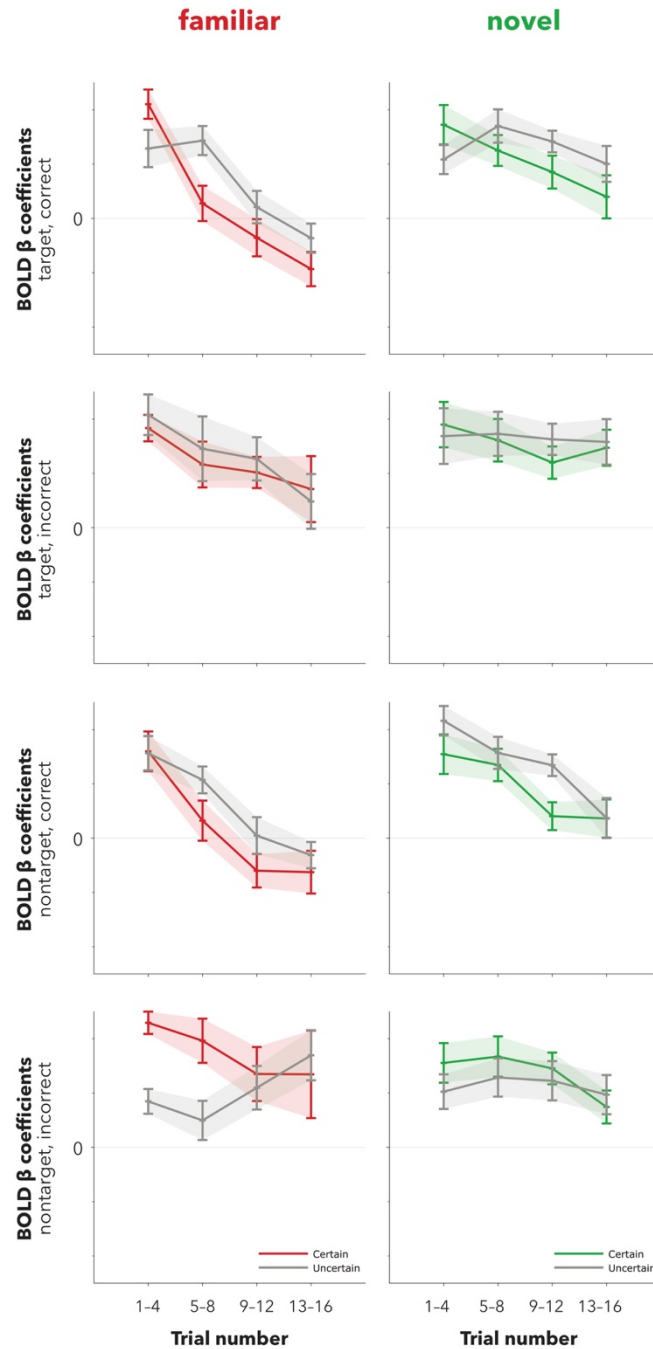 familiar
novel
BOLD β coefficients
target, correct
0
BOLD β coefficients
target, incorrect
0
BOLD β coefficients
nontarget, correct
0
BOLD β coefficients
nontarget, incorrect
0
Certain
Uncertain
Certain
Uncertain
1–4 5–8 9–12 13–16
1–4 5–8 9–12 13–16
Trial number
Trial number